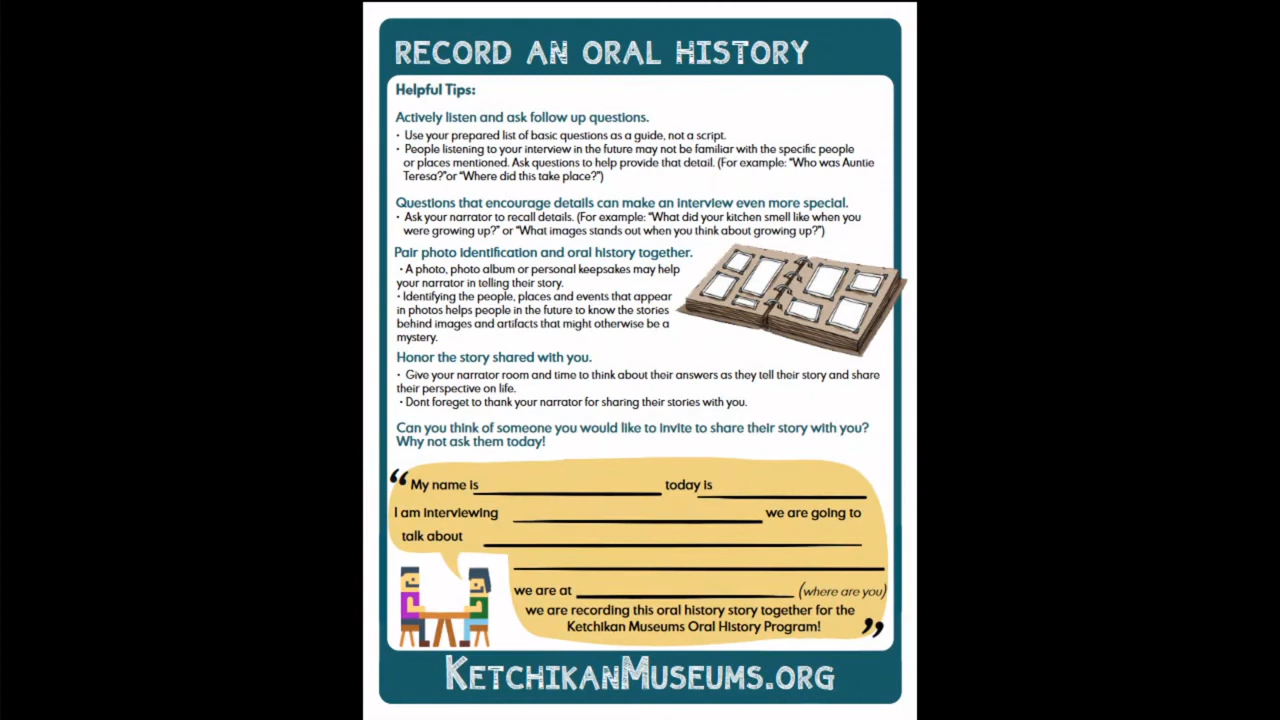 RECORD AN ORAL HISTORY
Helpful Tips:
Actively listen and ask follow up questions.
· Use your prepared list of basic questions as a guide, not a script.
· People listening to your interview in the future may not be familiar with the specific people
or places mentioned. Ask questions to help provide that detail. (For example: "Who was Auntie
Teresa?"or "Where did this take place?")
Questions that encourage details can make an interview even more special.
· Ask your narrator to recall details. (For example: "What did your kitchen smell like when you
were growing up?" or "What images stands out when you think about growing up?")
Pair photo identification and oral history together.
· A photo, photo album or personal keepsakes may help
your narrator in telling their story.
· Identifying the people, places and events that appear
in photos helps people in the future to know the stories
behind images and artifacts that might otherwise be a
mystery.
Honor the story shared with you.
· Give your narrator room and time to think about their answers as they tell their story and share
their perspective on life.
· Dont foreget to thank your narrator for sharing their stories with you.
Can you think of someone you would like to invite to share their story with you?
Why not ask them today!
“ My name is ____ today is ____
I am interviewing ____ we are going to
talk about ____
we are at ____ (where are you)
we are recording this oral history story together for the
Ketchikan Museums Oral History Program! ”
KETCHIKANMUSEUMS.ORG